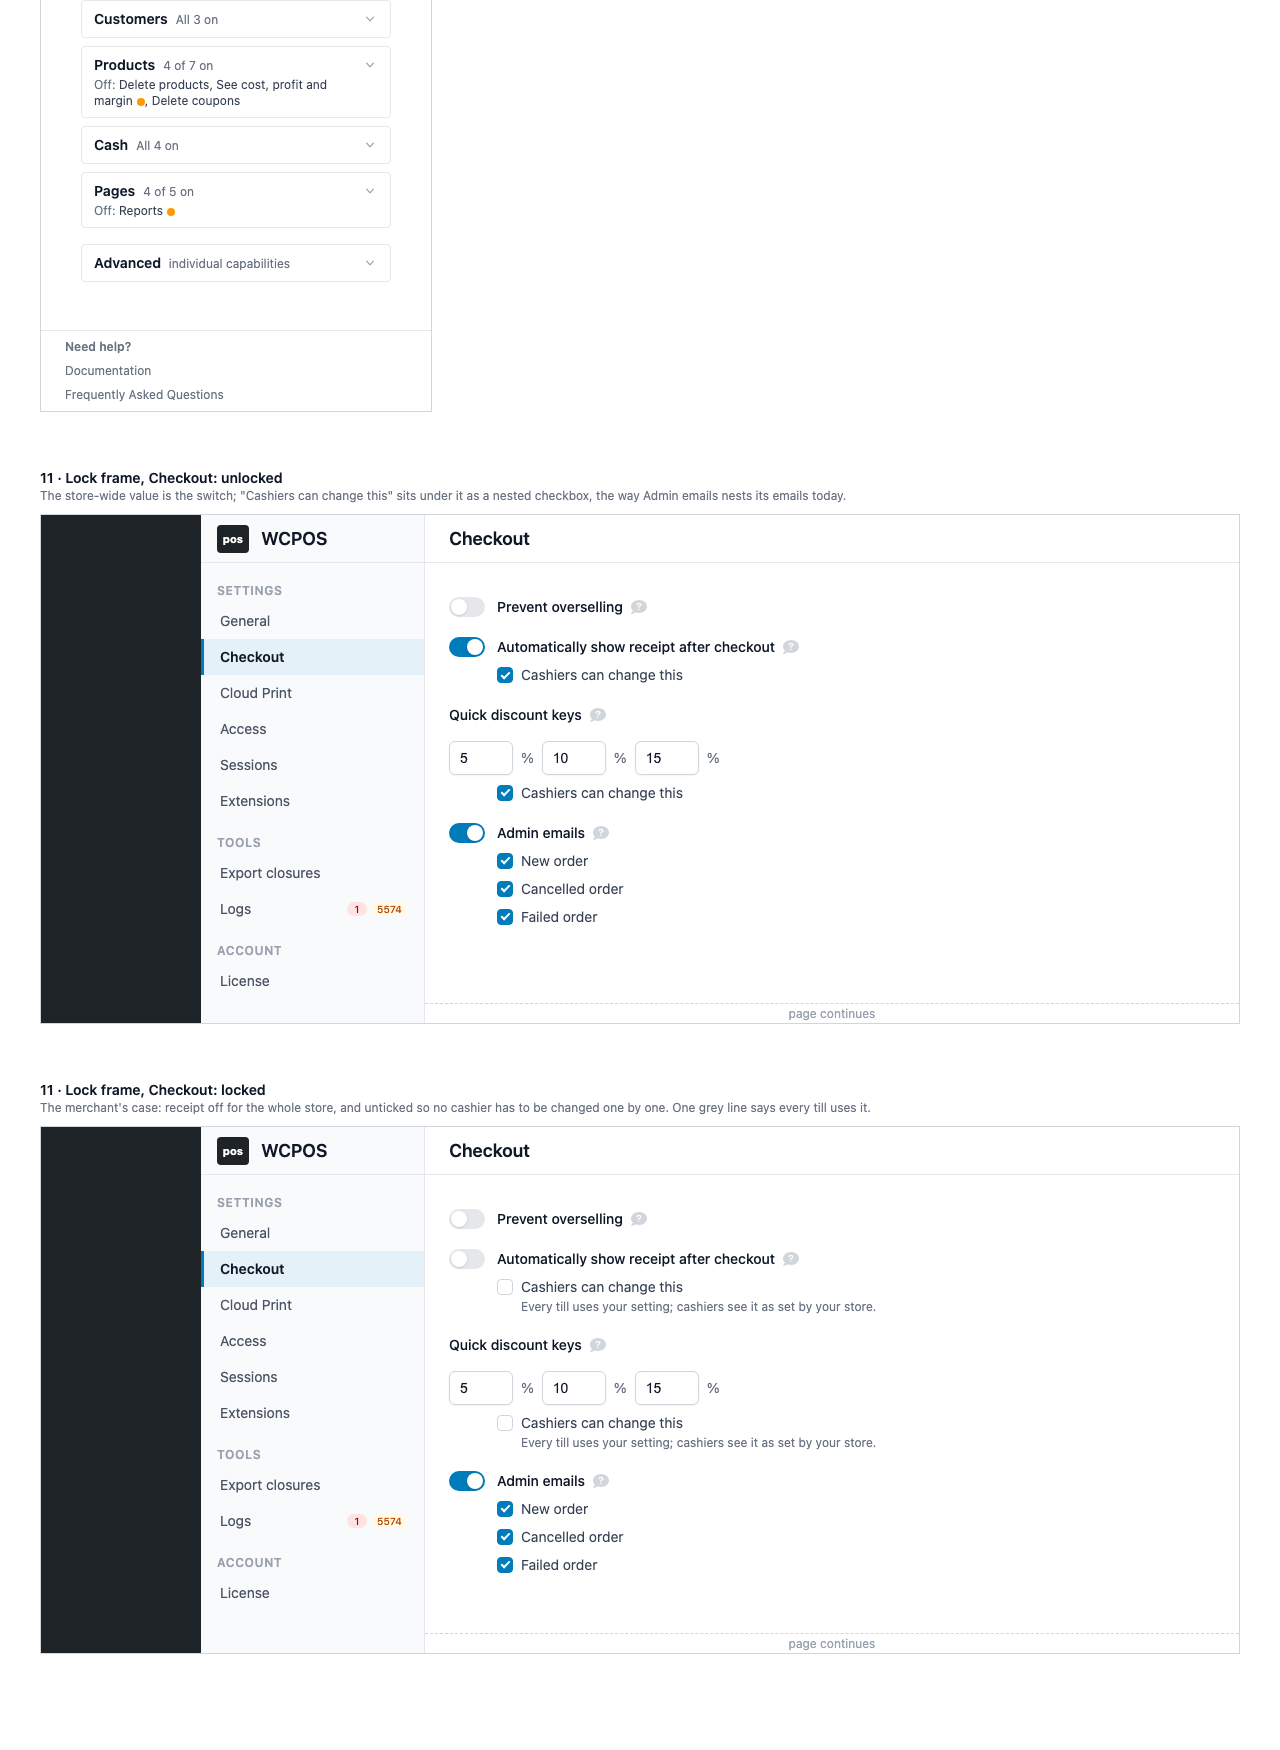 Customers All 3 on
Products 4 of 7 on
Off: Delete products, See cost, profit and
margin , Delete coupons
Cash All 4 on
Pages 4 of 5 on
Off: Reports
Advanced individual capabilities
Need help?
Documentation
Frequently Asked Questions
11 · Lock frame, Checkout: unlocked
The store-wide value is the switch; "Cashiers can change this" sits under it as a nested checkbox, the way Admin emails nests its emails today.
pos WCPOS
Checkout
SETTINGS
General
Checkout
Cloud Print
Access
Sessions
Extensions
TOOLS
Export closures
Logs 1 5574
ACCOUNT
License
Prevent overselling ?
Automatically show receipt after checkout ?
Cashiers can change this
Quick discount keys ?
5 % 10 % 15 %
Cashiers can change this
Admin emails ?
New order
Cancelled order
Failed order
page continues
11 · Lock frame, Checkout: locked
The merchant's case: receipt off for the whole store, and unticked so no cashier has to be changed one by one. One grey line says every till uses it.
pos WCPOS
Checkout
SETTINGS
General
Checkout
Cloud Print
Access
Sessions
Extensions
TOOLS
Export closures
Logs 1 5574
ACCOUNT
License
Prevent overselling ?
Automatically show receipt after checkout ?
Cashiers can change this
Every till uses your setting; cashiers see it as set by your store.
Quick discount keys ?
5 % 10 % 15 %
Cashiers can change this
Every till uses your setting; cashiers see it as set by your store.
Admin emails ?
New order
Cancelled order
Failed order
page continues